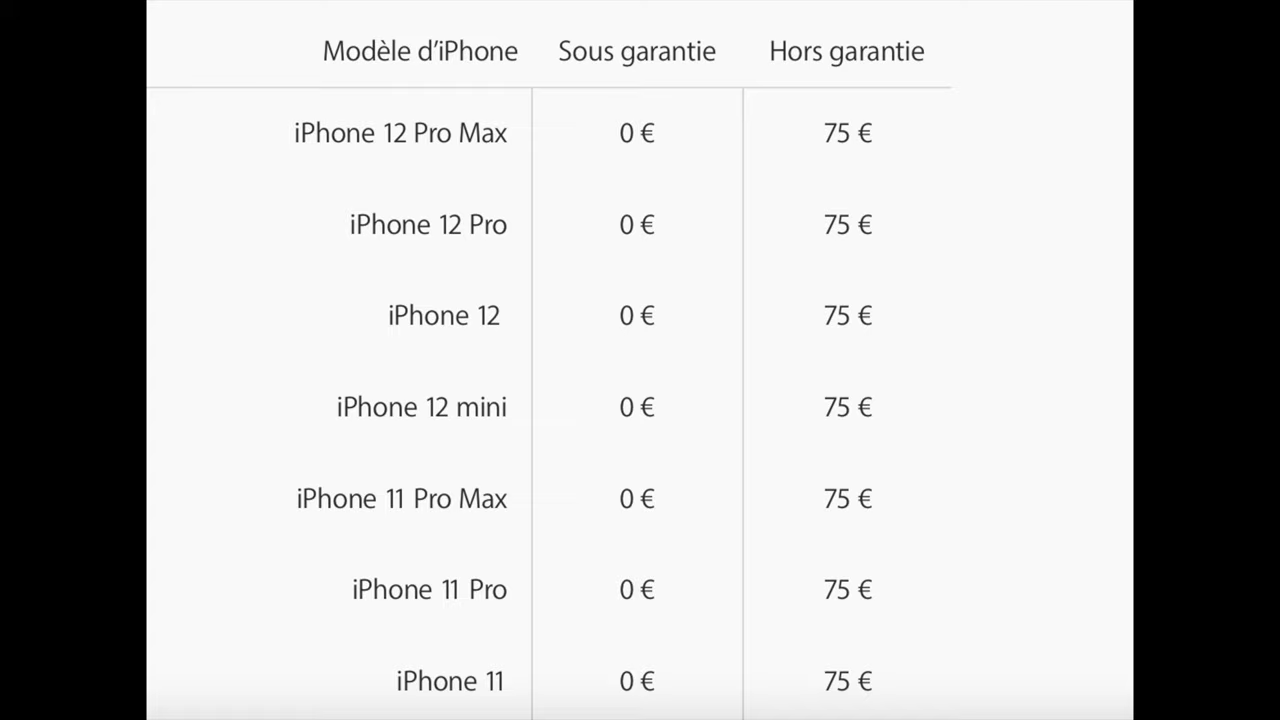 Modèle d’iPhone Sous garantie Hors garantie
iPhone 12 Pro Max 0 € 75 €
iPhone 12 Pro 0 € 75 €
iPhone 12 0 € 75 €
iPhone 12 mini 0 € 75 €
iPhone 11 Pro Max 0 € 75 €
iPhone 11 Pro 0 € 75 €
iPhone 11 0 € 75 €